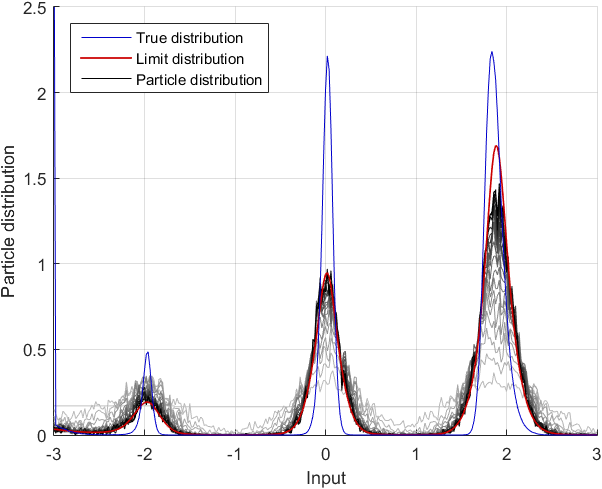 2.5
True distribution
Limit distribution
Particle distribution
2
1.5
1
0.5
0
Particle distribution
-3
-2
-1
0
1
2
3
Input